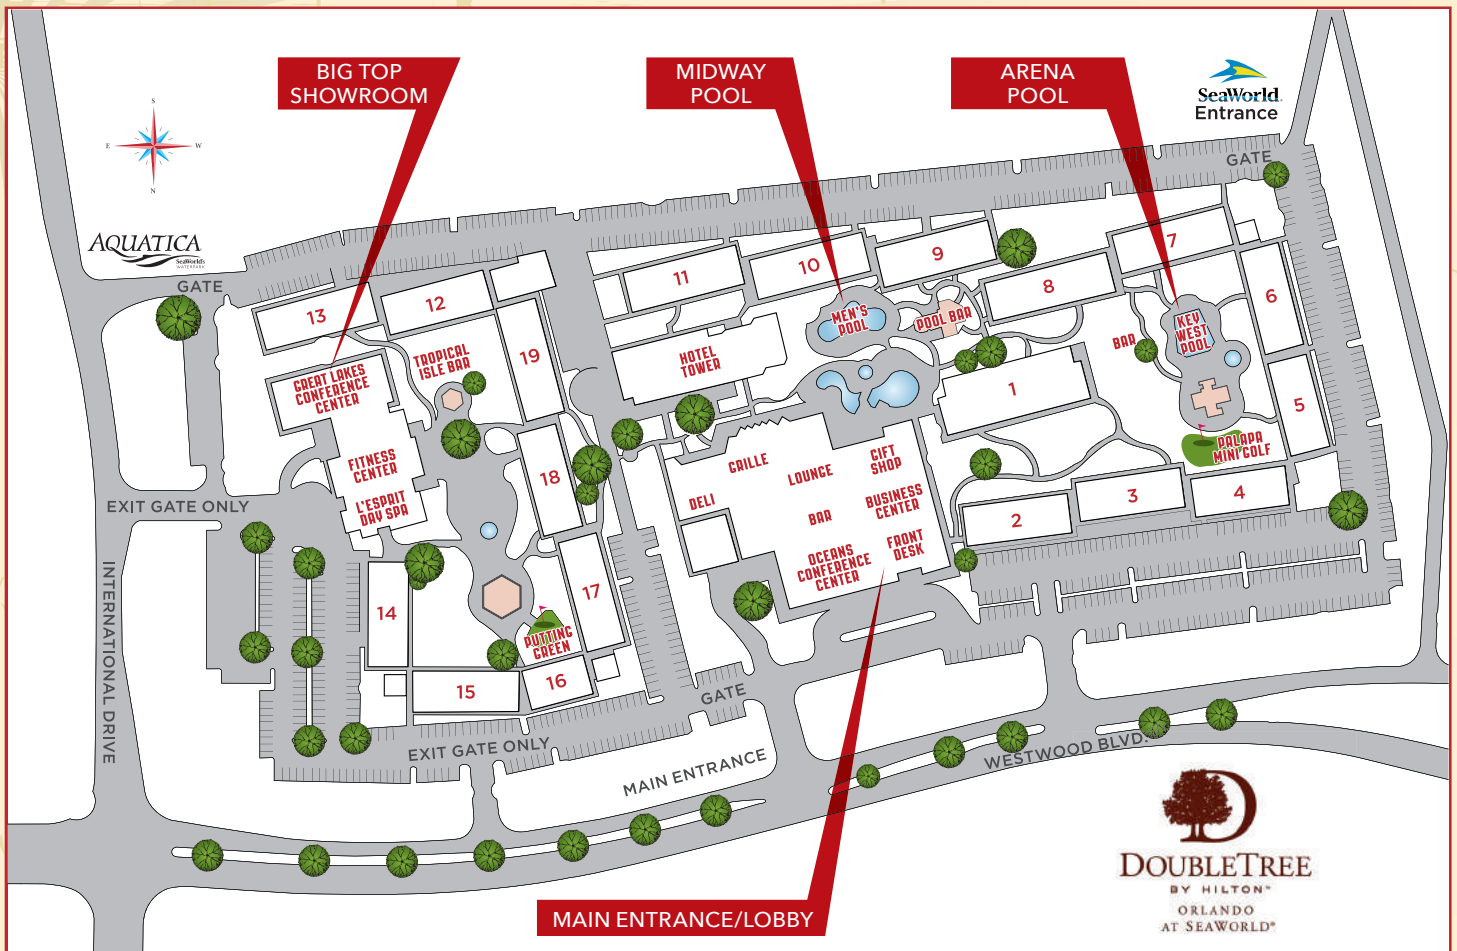 BIG TOP
SHOWROOM
MIDWAY
POOL
ARENA
POOL
SeaWorld
Entrance
S
E
W
N
AQUATICA
SeaWorld's
WATERPARK
GATE
GATE
7
9
10
11
6
8
12
13
MEN'S
POOL
POOL BAR
KEY
WEST
POOL
BAR
19
TROPICAL
ISLE BAR
HOTEL
TOWER
GREAT LAKES
CONFERENCE
CENTER
1
5
PALAPA
MINI GOLF
GRILLE
LOUNGE
GIFT
SHOP
FITNESS
CENTER
18
DELI
BUSINESS
CENTER
3
4
L'ESPRIT
DAY SPA
EXIT GATE ONLY
BAR
2
FRONT
DESK
OCEANS
CONFERENCE
CENTER
INTERNATIONAL DRIVE
14
17
PUTTING
GREEN
15
16
GATE
EXIT GATE ONLY
MAIN ENTRANCE
WESTWOOD BLVD.
D
DOUBLETREE
BY HILTON™
ORLANDO
AT SEAWORLD®
MAIN ENTRANCE/LOBBY